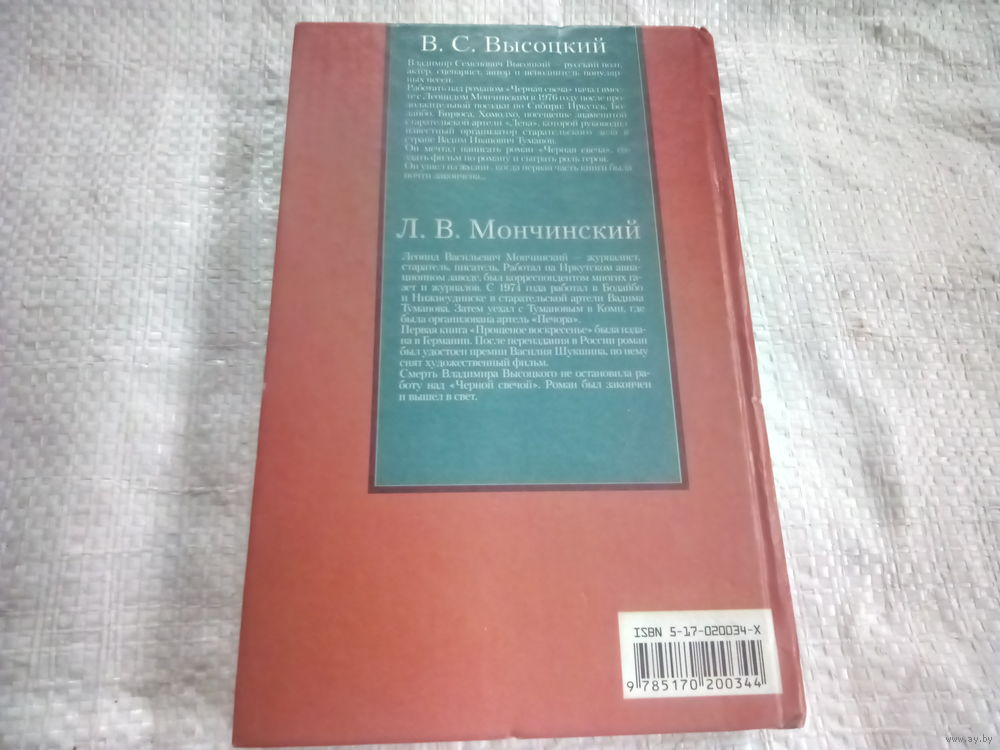 В. С. Высоцкий
Владимир Семенович Высоцкий — русский поэт,
актер, сценарист, автор и исполнитель популяр-
ных песен.
Работать над романом «Черная свеча» начал вмес-
те с Леонидом Мончинским в 1976 году после про-
должительной поездки по Сибири: Иркутск, Бо-
дайбо, Бирюса, Хомолхо, посещение знаменитой
старательской артели «Лена», которой руководил
известный организатор старательского дела в
стране Вадим Иванович Туманов.
Он мечтал написать роман «Черная свеча», со-
здать фильм по роману и сыграть роль героя.
Он ушел из жизни, когда первая часть книги была
почти закончена...
Л. В. Мончинский
Леонид Васильевич Мончинский — журналист,
старатель, писатель. Работал на Иркутском авиа-
ционном заводе, был корреспондентом многих га-
зет и журналов. С 1974 года работал в Бодайбо
и Нижнеудинске в старательской артели Вадима
Туманова. Затем уехал с Тумановым в Коми, где
была организована артель «Печора».
Первая книга «Прощеное воскресенье» была изда-
на в Германии. После переиздания в России роман
был удостоен премии Василия Шукшина, по нему
снят художественный фильм.
Смерть Владимира Высоцкого не остановила ра-
боту над «Черной свечой». Роман был закончен
и вышел в свет.
ISBN 5-17-020034-X
9 785170 200344
www.ay.by